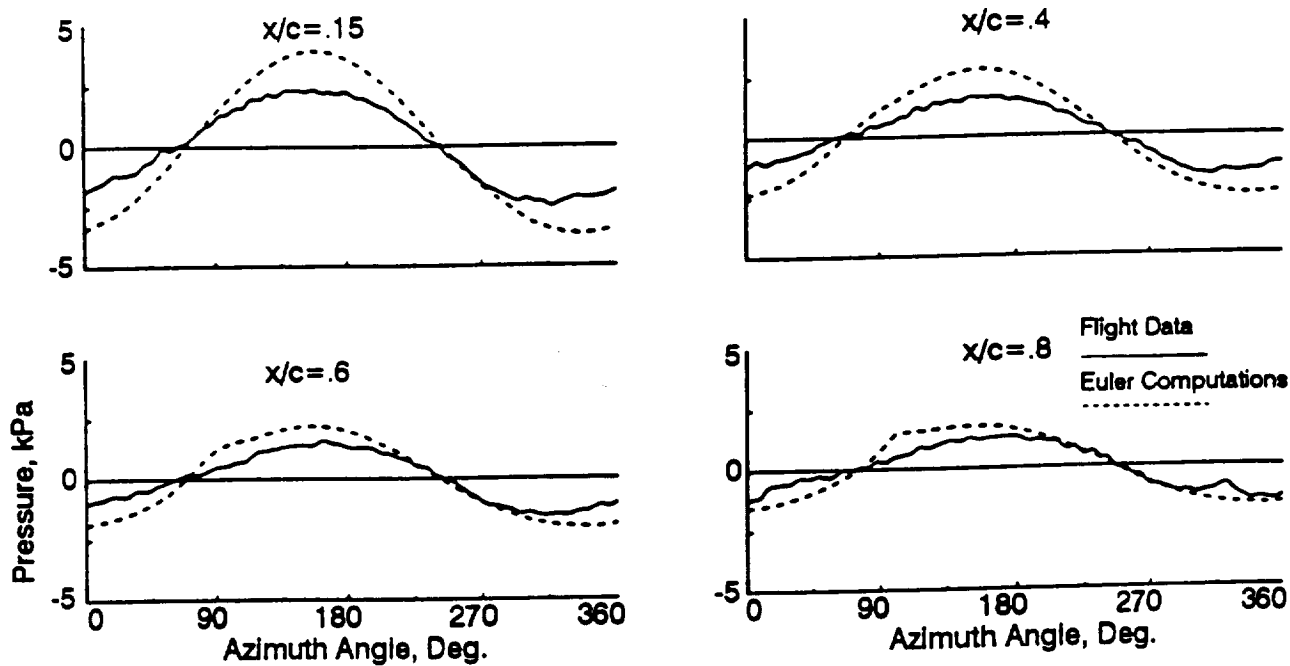 x/c=.15
5
0
-5
x/c=.4
x/c=.6
5
0
-5
0 90 180 270 360
Azimuth Angle, Deg.
Pressure, kPa
x/c=.8
Flight Data
Euler Computations
5
0
-5
0 90 180 270 360
Azimuth Angle, Deg.